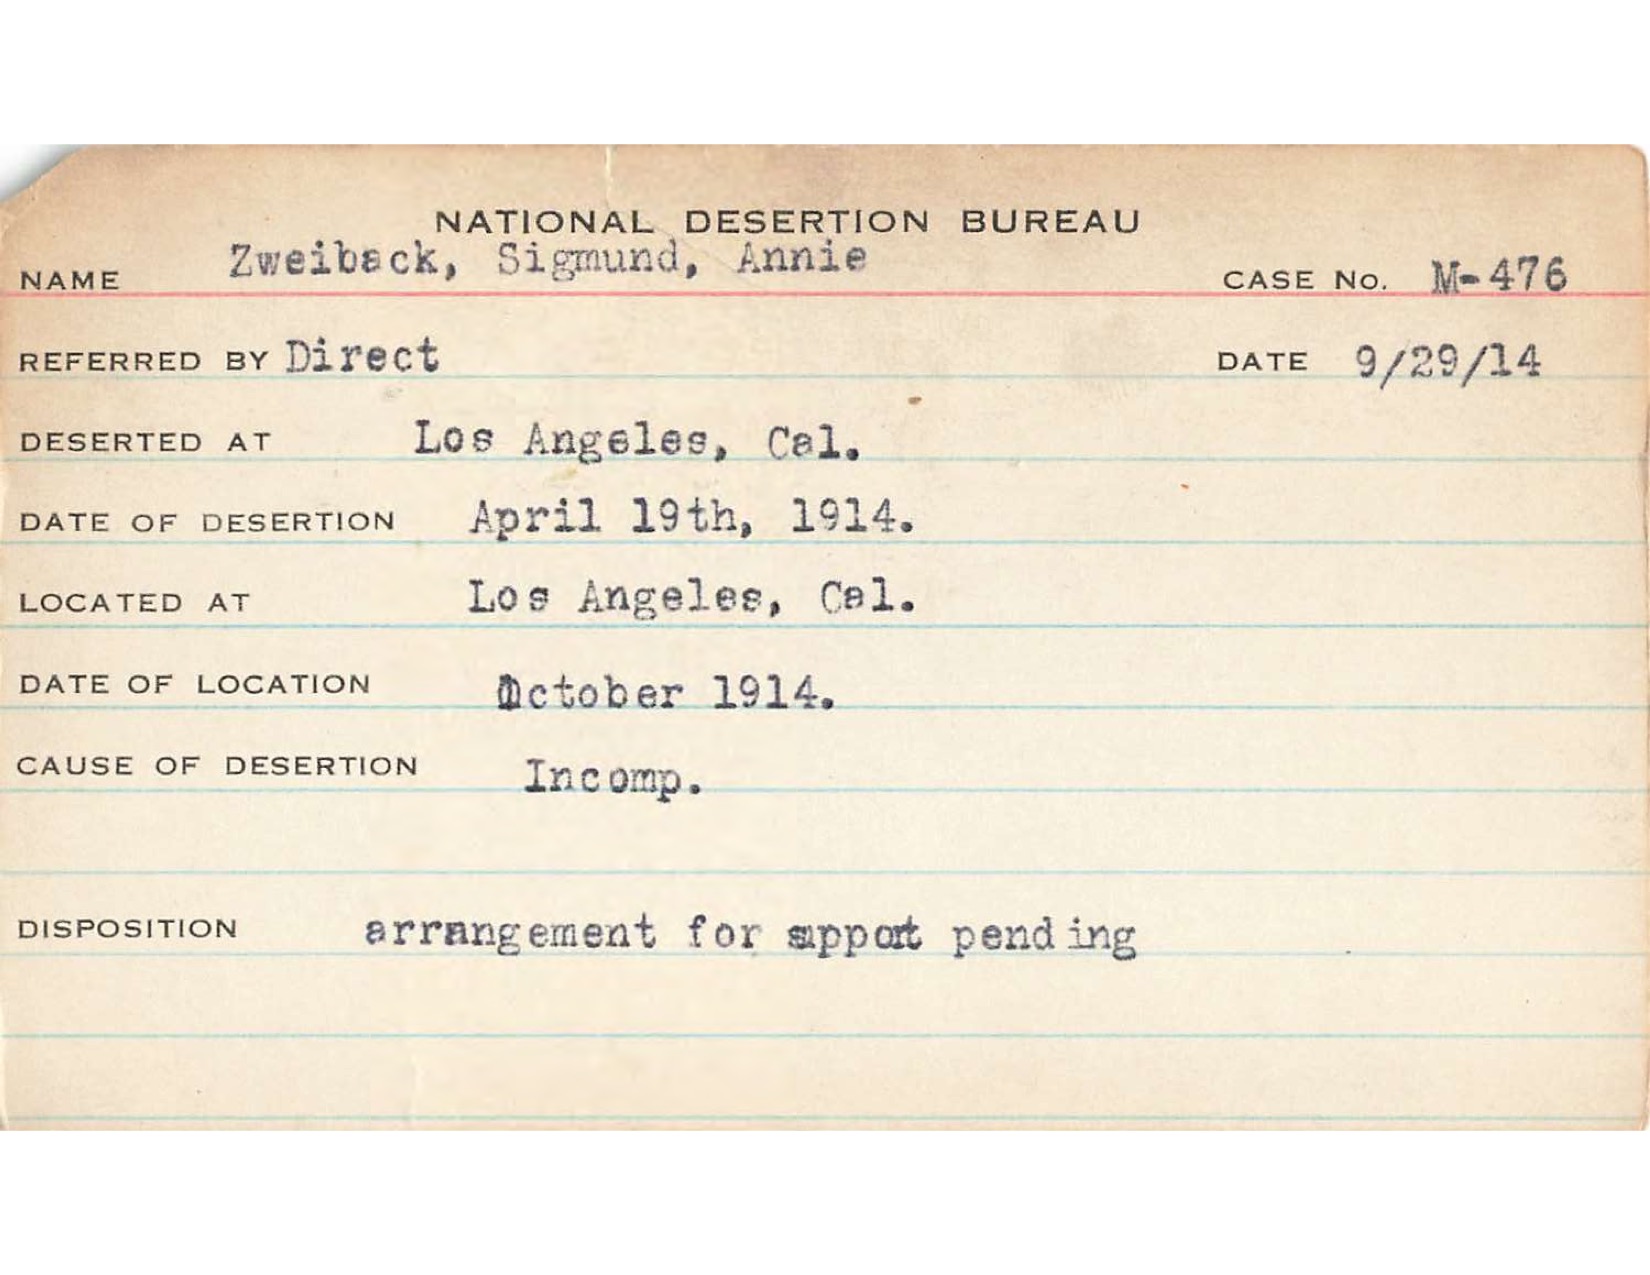 NATIONAL DESERTION BUREAU
NAME Zweiback, Sigmund, Annie CASE No. M-476
REFERRED BY Direct DATE 9/29/14
DESERTED AT Los Angeles, Cal.
DATE OF DESERTION April 19th, 1914.
LOCATED AT Los Angeles, Cal.
DATE OF LOCATION October 1914.
CAUSE OF DESERTION Incomp.
DISPOSITION arrangement for support pending